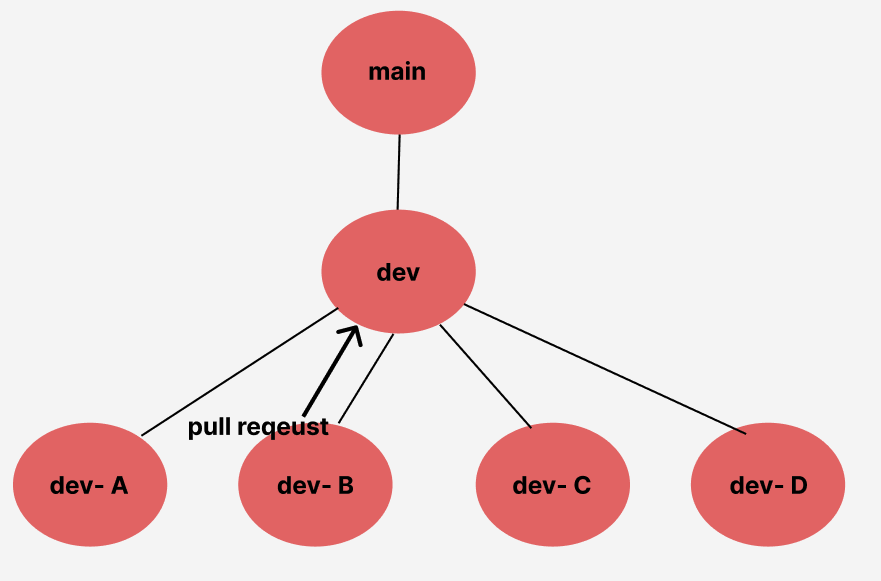 main
dev
pull reqeust
dev- A
dev- B
dev- C
dev- D